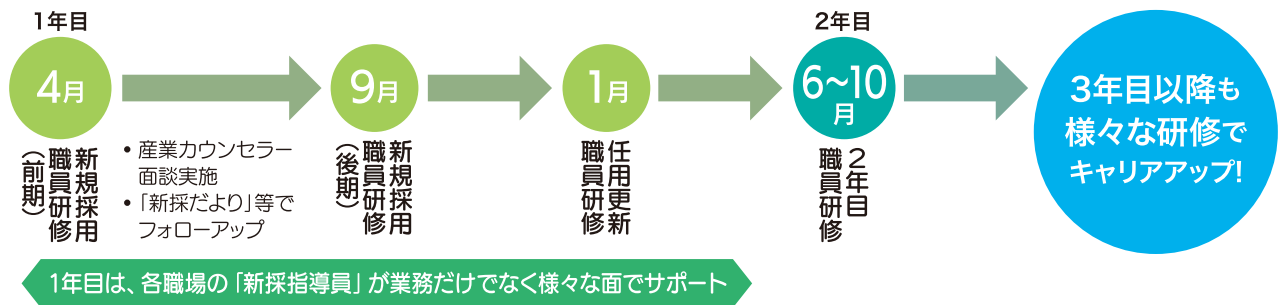 1年目
4月
新規採用
職員研修
（前期）
• 産業カウンセラー
面談実施
• 「新採だより」等で
フォローアップ
9月
新規採用
職員研修
（後期）
1月
任用更新
職員研修
2年目
6~10
月
2年目
職員研修
3年目以降も
様々な研修で
キャリアアップ!
1年目は、各職場の「新採指導員」が業務だけでなく様々な面でサポート